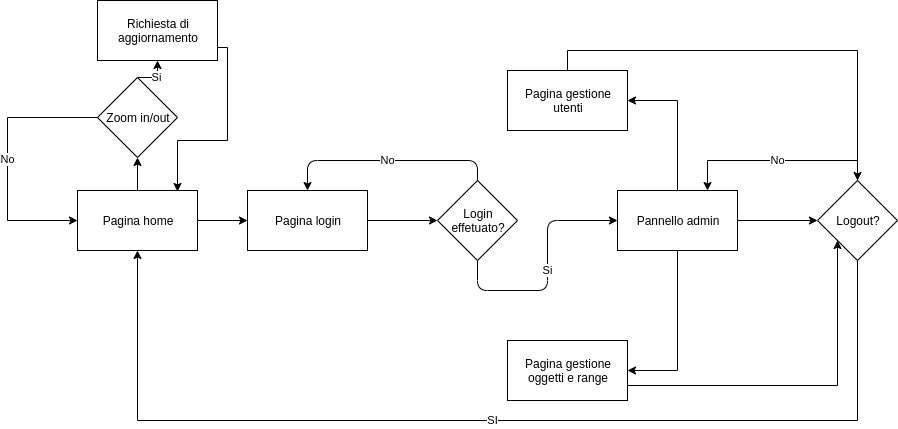 Richiesta di
aggiornamento
Si
Zoom in/out
No
Pagina home
Pagina login
No
Login
effetuato?
Si
Pagina gestione
utenti
Pannello admin
No
Logout?
Pagina gestione
oggetti e range
SI